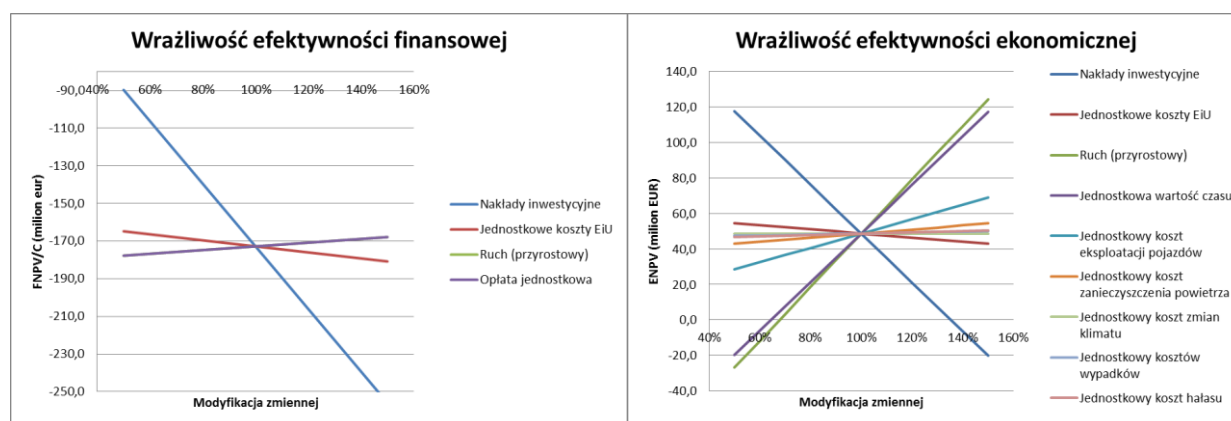 Wrażliwość efektywności finansowej
40%
60%
80%
100%
120%
140%
160%
-90,0
-110,0
-130,0
-150,0
-170,0
-190,0
-210,0
-230,0
-250,0
FNPV/C (milion eur)
Modyfikacja zmiennej
Nakłady inwestycyjne
Jednostkowe koszty EiU
Ruch (przyrostowy)
Opłata jednostkowa
Wrażliwość efektywności ekonomicznej
140,0
120,0
100,0
80,0
60,0
40,0
20,0
0,0
-20,0
-40,0
40%
60%
80%
100%
120%
140%
160%
ENPV (milion EUR)
Modyfikacja zmiennej
Nakłady inwestycyjne
Jednostkowe koszty EiU
Ruch (przyrostowy)
Jednostkowa wartość czasu
Jednostkowy koszt
eksploatacji pojazdów
Jednostkowy koszt
zanieczyszczenia powietrza
Jednostkowy koszt zmian
klimatu
Jednostkowy kosztów
wypadków
Jednostkowy koszt hałasu